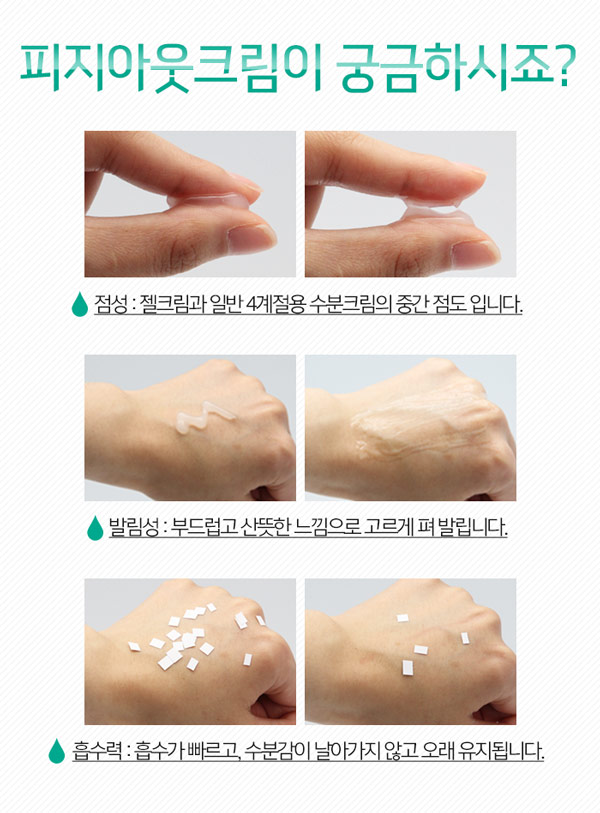 피지아웃크림이 궁금하시죠?
점성 : 젤크림과 일반 4계절용 수분크림의 중간 점도 입니다.
발림성 : 부드럽고 산뜻한 느낌으로 고르게 펴 발립니다.
흡수력 : 흡수가 빠르고, 수분감이 날아가지 않고 오래 유지됩니다.